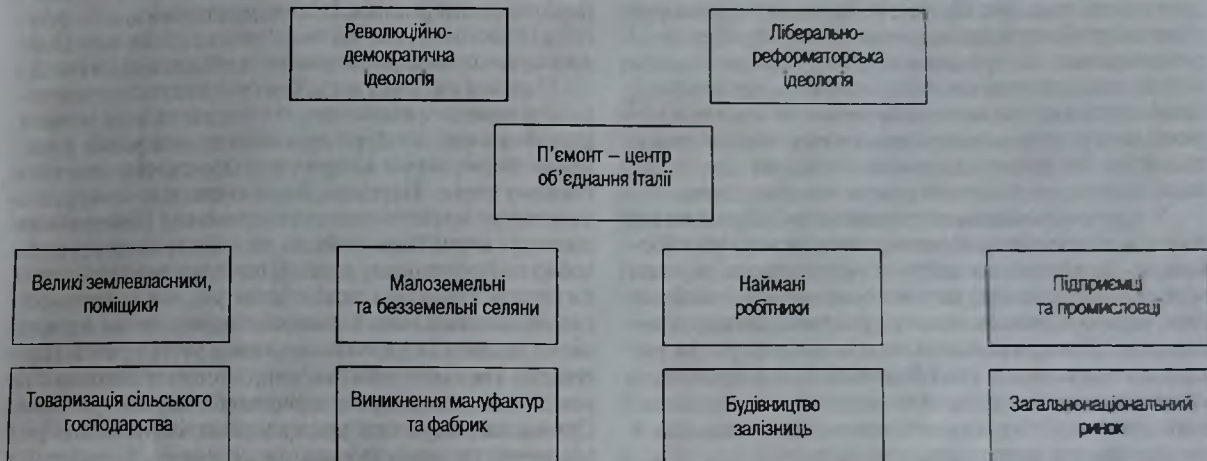 Революційно-
демократична
ідеологія
Ліберально-
реформаторська
ідеологія
П'ємонт – центр
об'єднання Італії
Великі землевласники,
поміщики
Малоземельні
та безземельні селяни
Наймані
робітники
Підприємці
та промисловці
Товаризація сільського
господарства
Виникнення мануфактур
та фабрик
Будівництво
залізниць
Загальнонаціональний
ринок